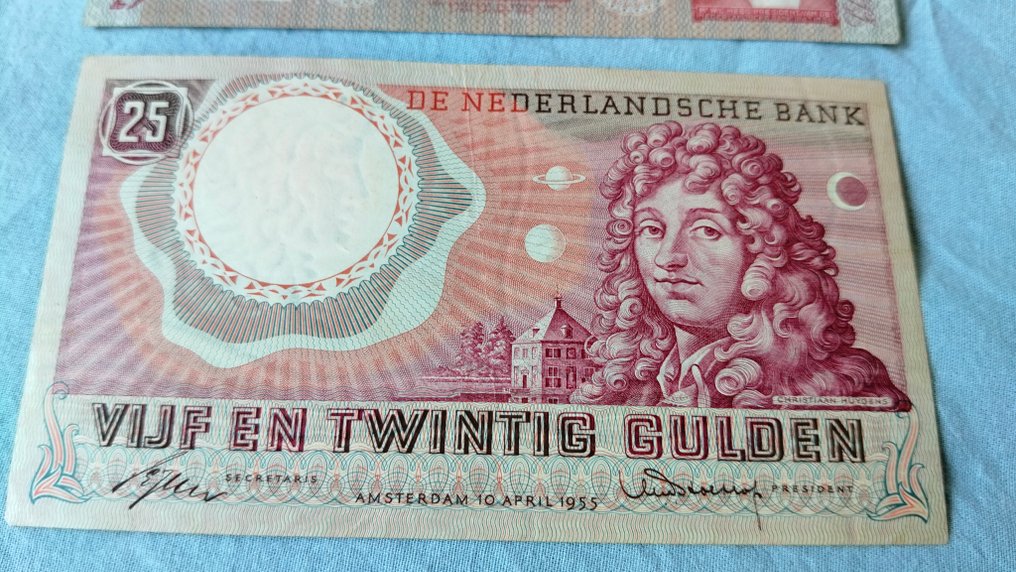 25
DE NEDERLANDSCHE BANK
CHRISTIAAN HUYGENS
VIJF EN TWINTIG GULDEN
SECRETARIS
PRESIDENT
AMSTERDAM 10 APRIL 1955